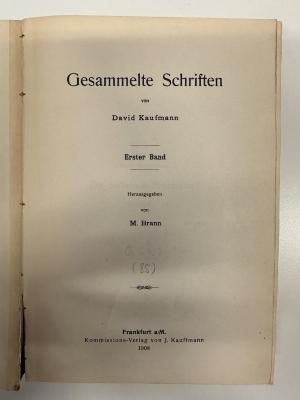 Gesammelte Schriften
von
David Kaufmann
Erster Band
Herausgegeben
von
M. Brann
Frankfurt a/M.
Kommissions-Verlag von J. Kauffmann
1908